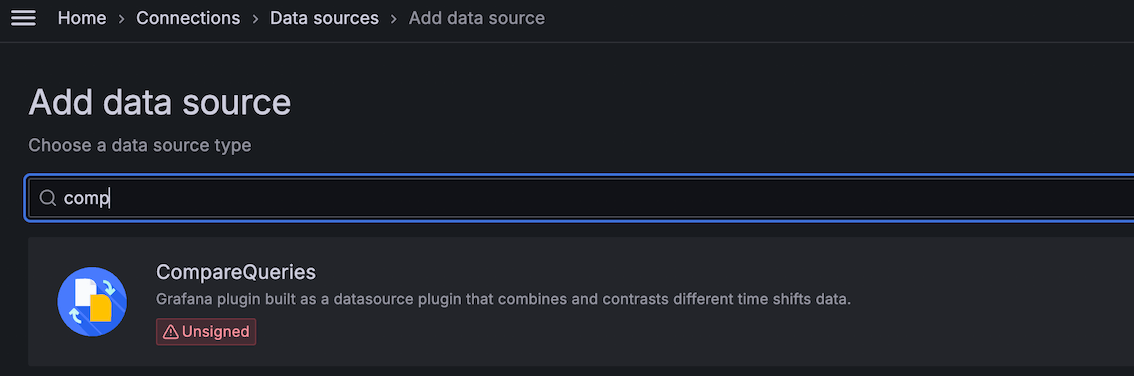 Home › Connections › Data sources › Add data source
Add data source
Choose a data source type
comp
CompareQueries
Grafana plugin built as a datasource plugin that combines and contrasts different time shifts data.
Unsigned